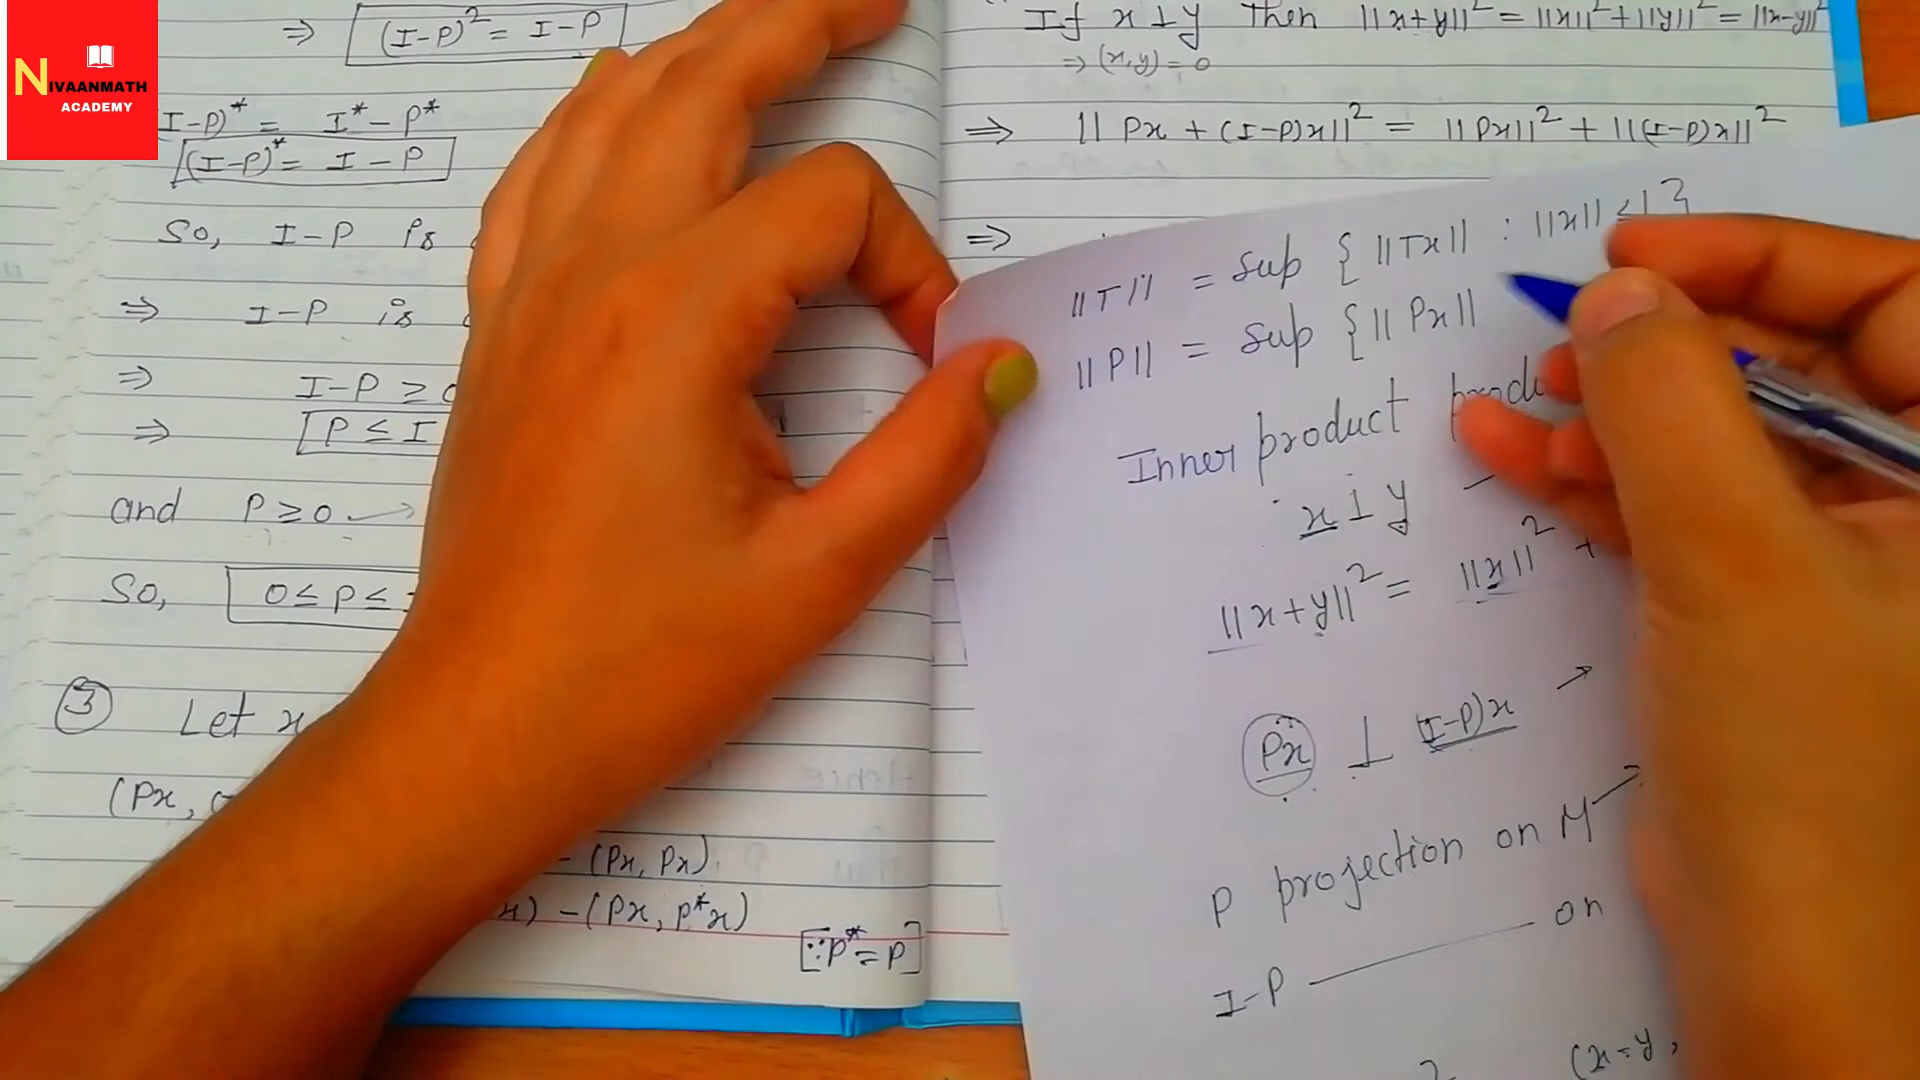 NIVAANMATH
ACADEMY
⇒ (I-P)² = I-P
I-P)* = I* - P*
(I-P)* = I - P
So, I-P is
⇒ I-P is
⇒ I-P ≥ 0
⇒ P ≤ I
and P ≥ 0
So, 0 ≤ P ≤
③ Let x
(Px,
- (Px, Px)
x) - (Px, P*x)
[∵ P* = P]
If x ⊥ y Then ||x+y||² = ||x||² + ||y||² = ||x-y||²
⇒ (x,y) = 0
⇒ || Px + (I-P)x||² = || Px||² + ||(I-P)x||²
⇒
||T|| = Sup { ||Tx|| : ||x|| ≤ 1 }
||P|| = Sup { || Px||
Inner product
x ⊥ y
||x+y||² = ||x||² +
Px ⊥ (I-P)x →
P projection on M →
I-P — on
2
(x=y,